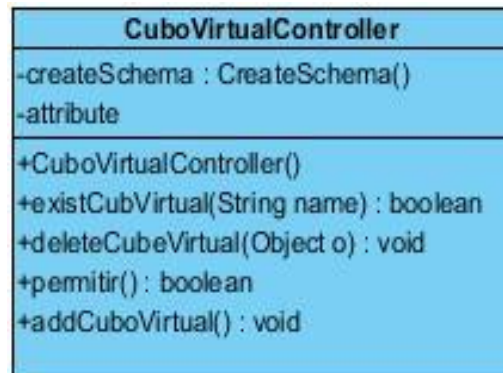 CuboVirtualController
-createSchema : CreateSchema()
-attribute
+CuboVirtualController()
+existCubVirtual(String name) : boolean
+deleteCubeVirtual(Object o) : void
+permitir() : boolean
+addCuboVirtual() : void